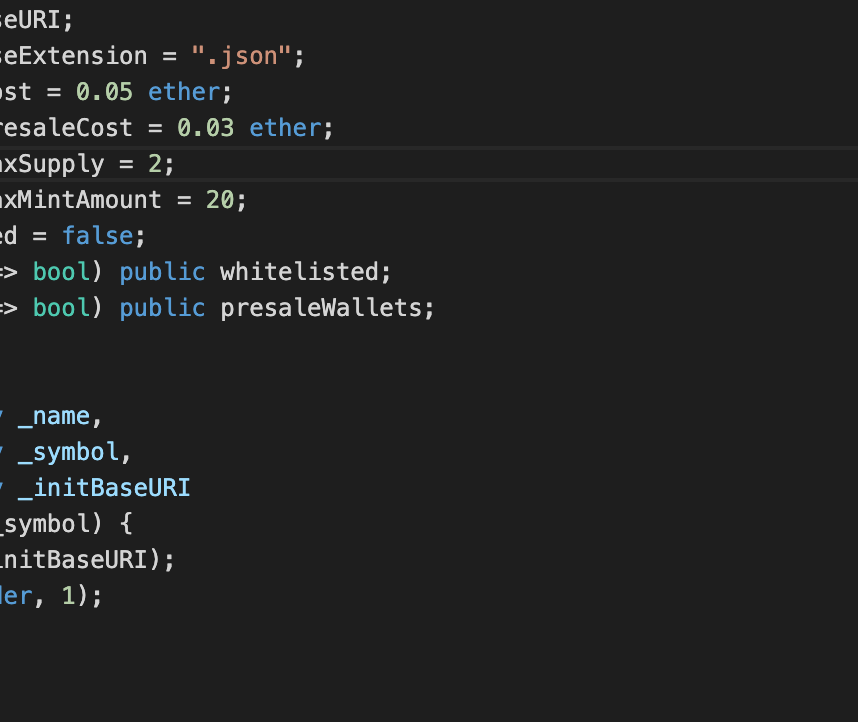 seURI;
seExtension = ".json";
ost = 0.05 ether;
resaleCost = 0.03 ether;
axSupply = 2;
axMintAmount = 20;
ed = false;
=> bool) public whitelisted;
=> bool) public presaleWallets;
_name,
_symbol,
_initBaseURI
_symbol) {
initBaseURI);
der, 1);